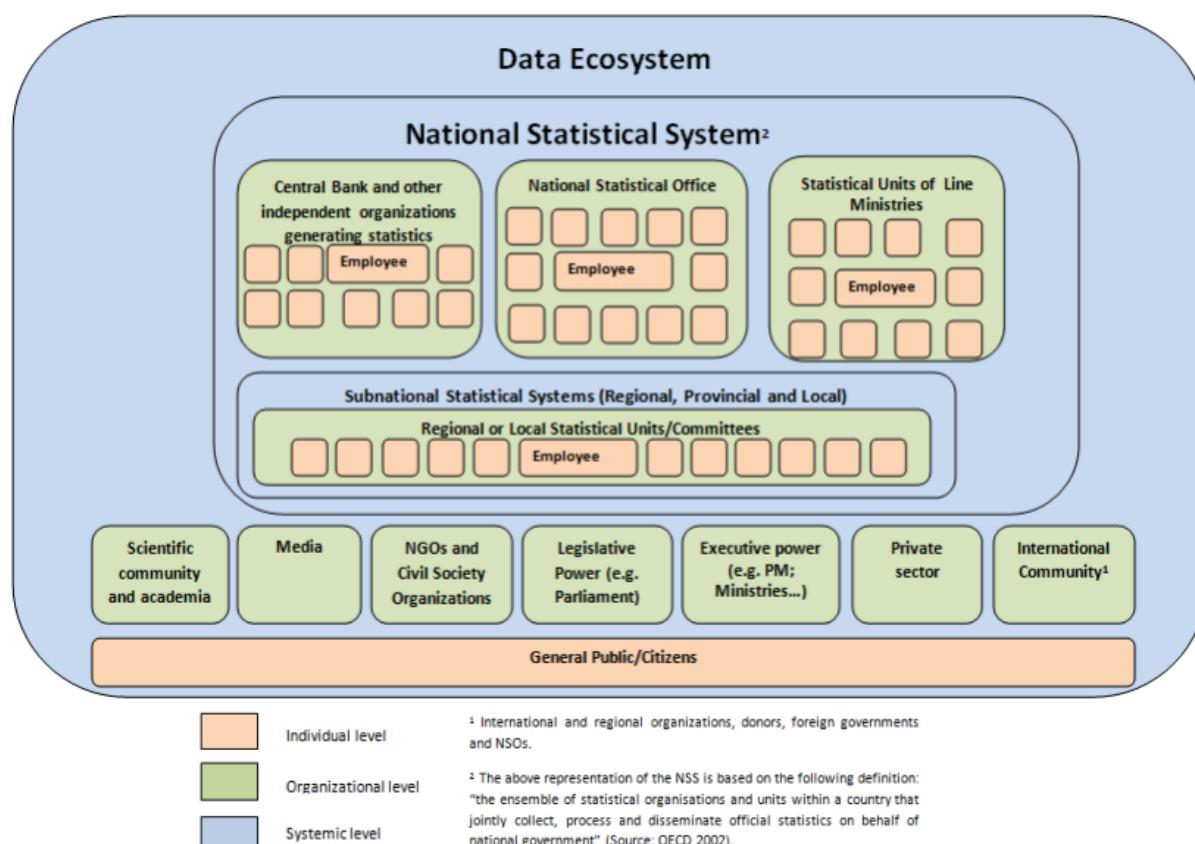 Data Ecosystem
National Statistical System²
Central Bank and other
independent organizations
generating statistics
Employee
National Statistical Office
Employee
Statistical Units of Line
Ministries
Employee
Subnational Statistical Systems (Regional, Provincial and Local)
Regional or Local Statistical Units/Committees
Employee
Scientific
community
and academia
Media
NGOs and
Civil Society
Organizations
Legislative
Power (e.g.
Parliament)
Executive power
(e.g. PM;
Ministries...)
Private
sector
International
Community¹
General Public/Citizens
Individual level
Organizational level
Systemic level
¹ International and regional organizations, donors, foreign governments
and NSOs.
² The above representation of the NSS is based on the following definition:
“the ensemble of statistical organisations and units within a country that
jointly collect, process and disseminate official statistics on behalf of
national government” (Source: OECD 2002).